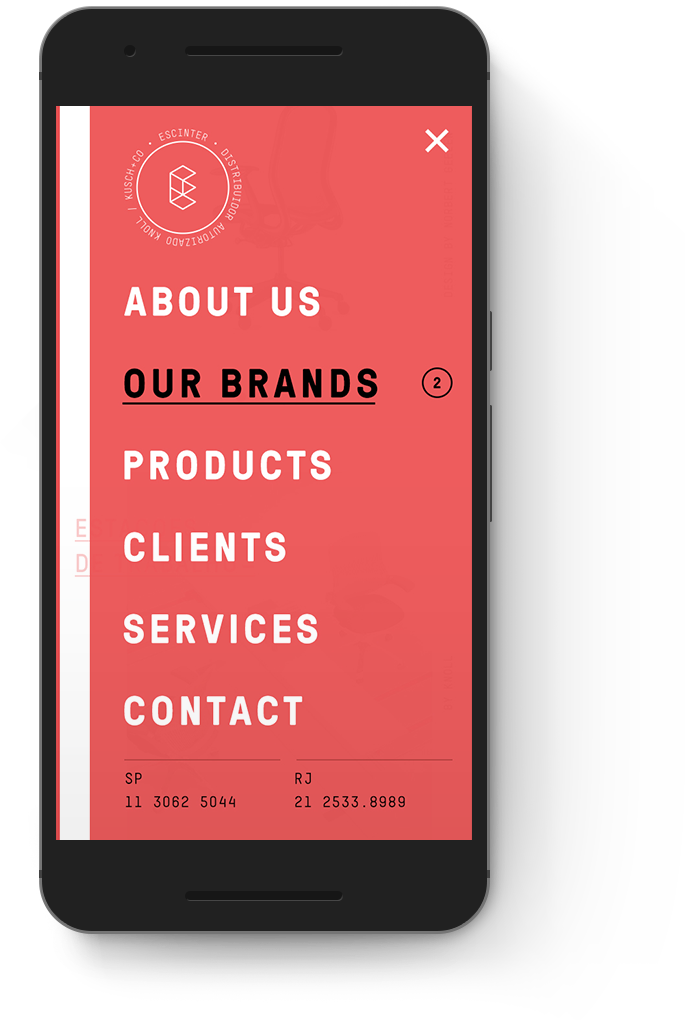 ESCINTER • DISTRIBUIDOR AUTORIZADO KNOLL / KUSCH+CO •
ABOUT US
OUR BRANDS 2
PRODUCTS
CLIENTS
SERVICES
CONTACT
SP
11 3062 5044
RJ
21 2533.8989